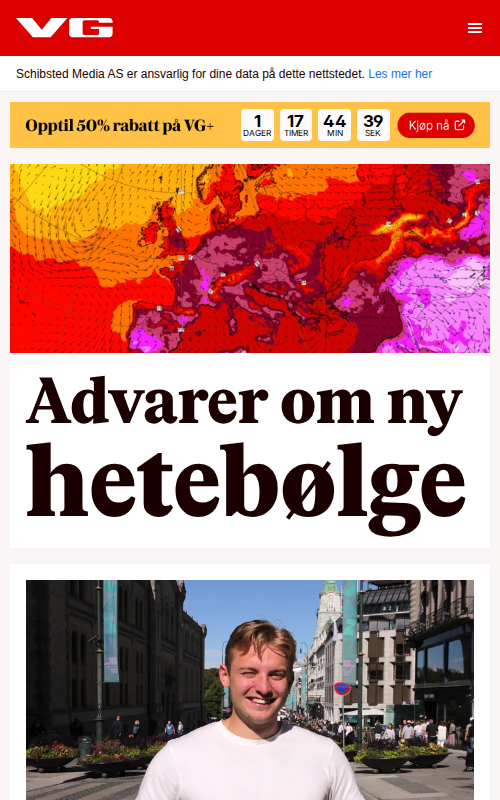 VG
Schibsted Media AS er ansvarlig for dine data på dette nettstedet. Les mer her
Opptil 50% rabatt på VG+
1 17 44 39
DAGER TIMER MIN SEK
Kjøp nå
Advarer om ny
hetebølge